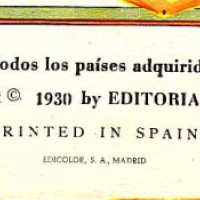 odos los países adquirid
© 1930 by EDITORIA
RINTED IN SPAIN
EDICOLOR, S. A., MADRID